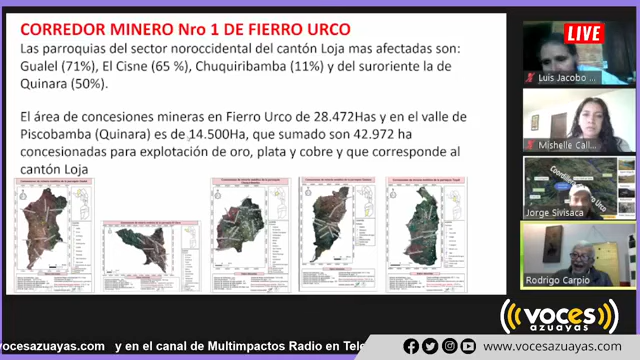 CORREDOR MINERO Nro 1 DE FIERRO URCO
Las parroquias del sector noroccidental del cantón Loja mas afectadas son:
Gualel (71%), El Cisne (65 %), Chuquiribamba (11%) y del suroriente la de
Quinara (50%).
El área de concesiones mineras en Fierro Urco de 28.472Has y en el valle de
Piscobamba (Quinara) es de 14.500Ha, que sumado son 42.972 ha
concesionadas para explotación de oro, plata y cobre y que corresponde al
cantón Loja
LIVE
Luis Jacobo ...
Mishelle Call...
Jorge Sivisaca
Rodrigo Carpio
voces
azuayas
vocesazuayas.com y en el canal de Multimpactos Radio en Tele
www.vocesazuayas.com